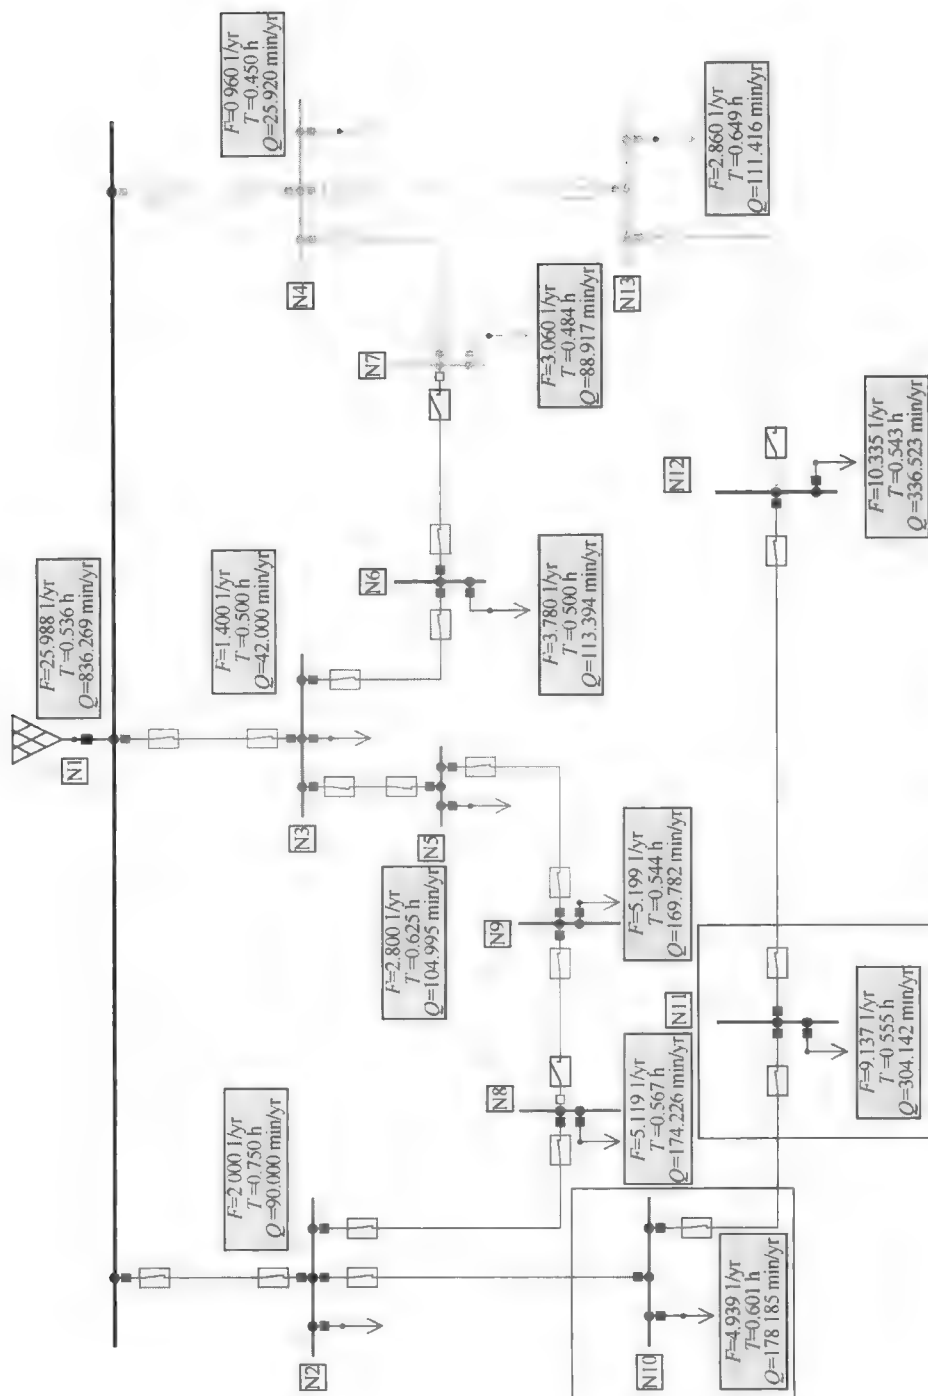 F=0 960 1/yr
T=0.450 h
Q=25.920 min/yr
F=2.860 1/yr
T=0.649 h
Q=111.416 min/yr
N4
N13
F=3.060 1/yr
T=0.484 h
Q=88.917 min/yr
N7
N12
F=10.335 1/yr
T=0.543 h
Q=336.523 min/yr
F=25.988 1/yr
T=0.536 h
Q=836.269 min/yr
N1
F=1.400 1/yr
T=0.500 h
Q=42.000 min/yr
N6
F=3.780 1/yr
T=0 500 h
Q=113.394 min/yr
N3
N5
F=2.800 1/yr
T=0.625 h
Q=104.995 min/yr
N9
F=5.199 1/yr
T=0.544 h
Q=169.782 min/yr
N11
F=9.137 1/yr
T=0 555 h
Q=304.142 min/yr
N8
F=5.119 1/yr
T=0.567 h
Q=174.226 min/yr
F=2 000 1/yr
T=0.750 h
Q=90.000 min/yr
N2
N10
F=4.939 1/yr
T=0.601 h
Q=178 185 min/yr